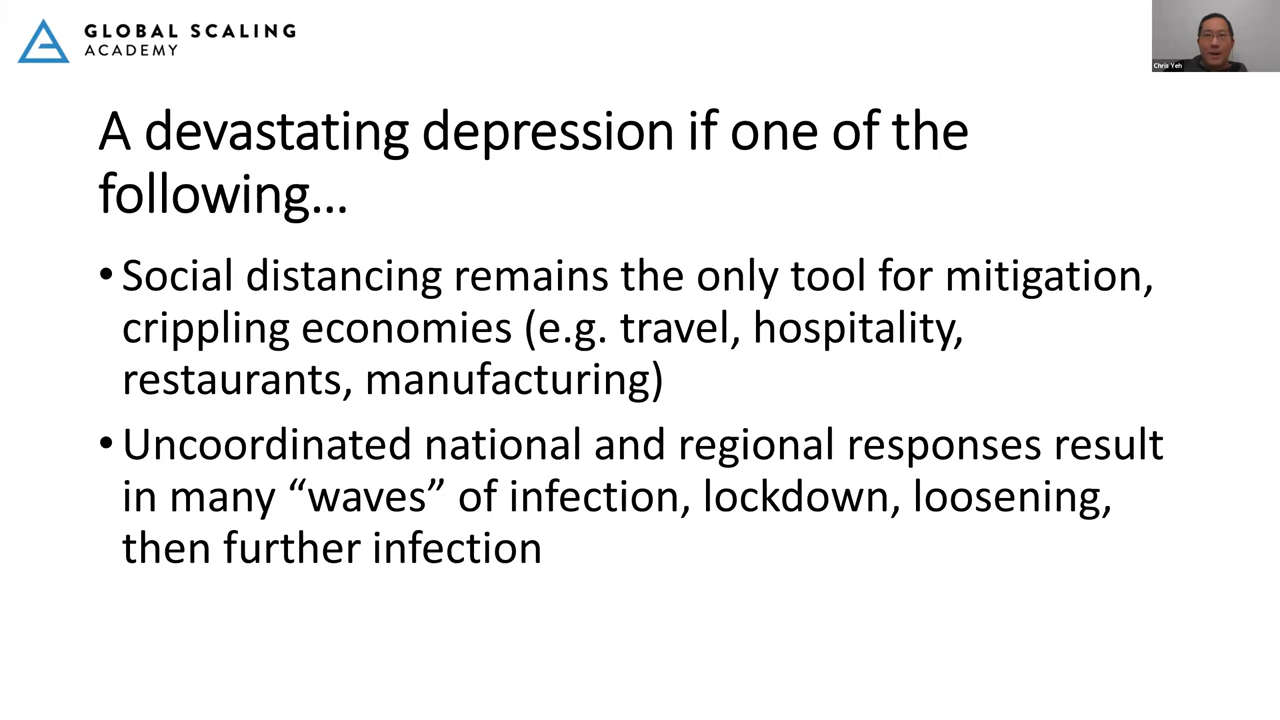 GLOBAL SCALING
ACADEMY
Chris Yeh
A devastating depression if one of the
following…
• Social distancing remains the only tool for mitigation,
crippling economies (e.g. travel, hospitality,
restaurants, manufacturing)
• Uncoordinated national and regional responses result
in many “waves” of infection, lockdown, loosening,
then further infection